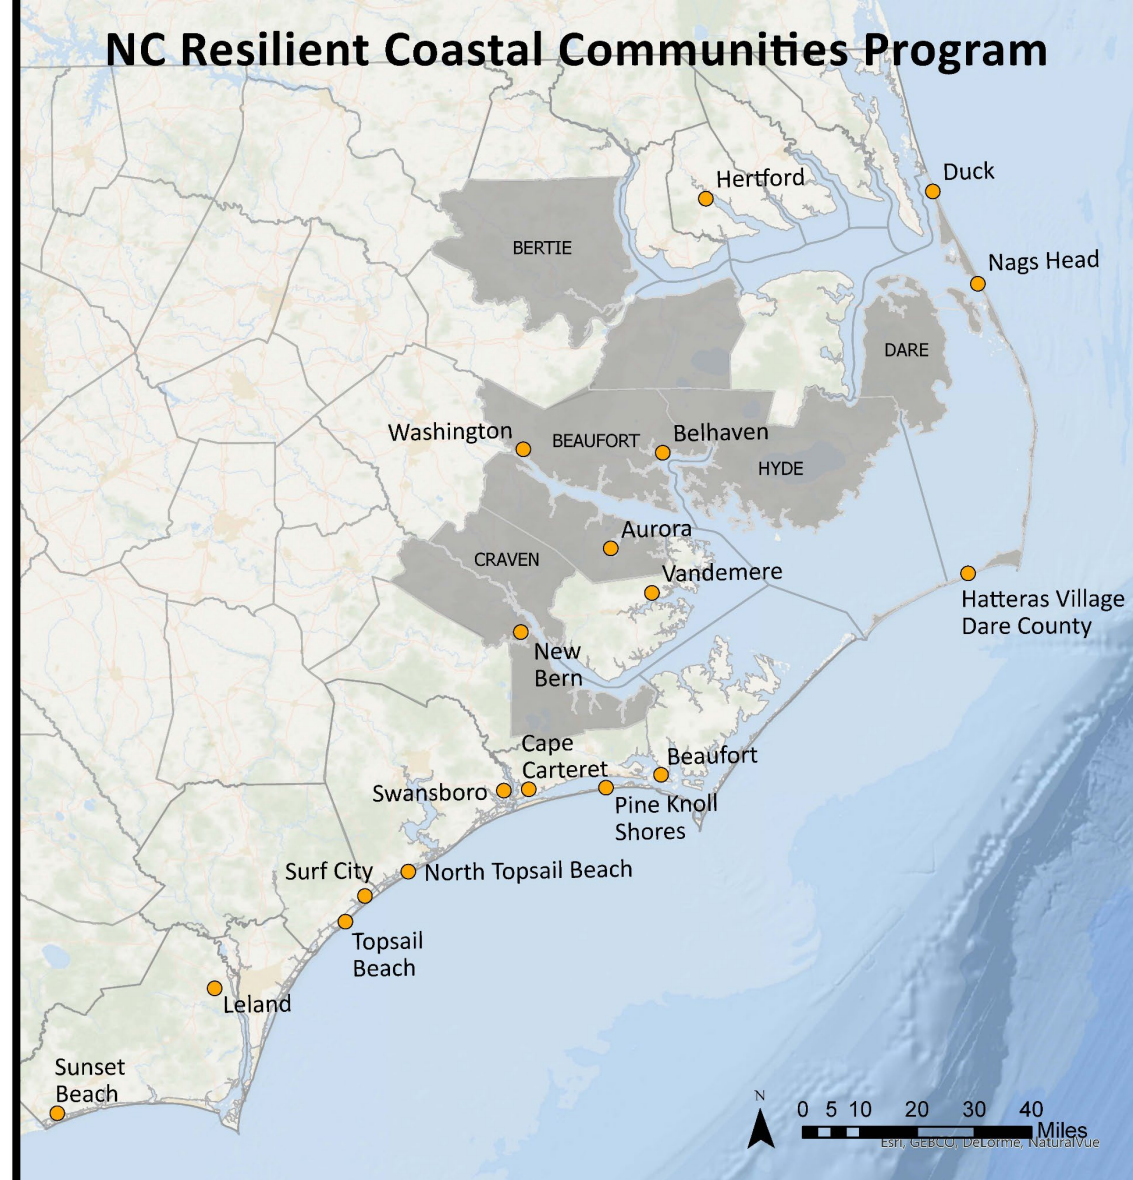 NC Resilient Coastal Communities Program
Duck
Hertford
BERTIE
Nags Head
DARE
Washington
BEAUFORT
Belhaven
HYDE
Aurora
CRAVEN
Vandemere
Hatteras Village
Dare County
New
Bern
Cape
Carteret
Beaufort
Swansboro
Pine Knoll
Shores
Surf City
North Topsail Beach
Topsail
Beach
Leland
Sunset
Beach
N
0 5 10 20 30 40
Miles
Esri, GEBCO, DeLorme, NaturalVue